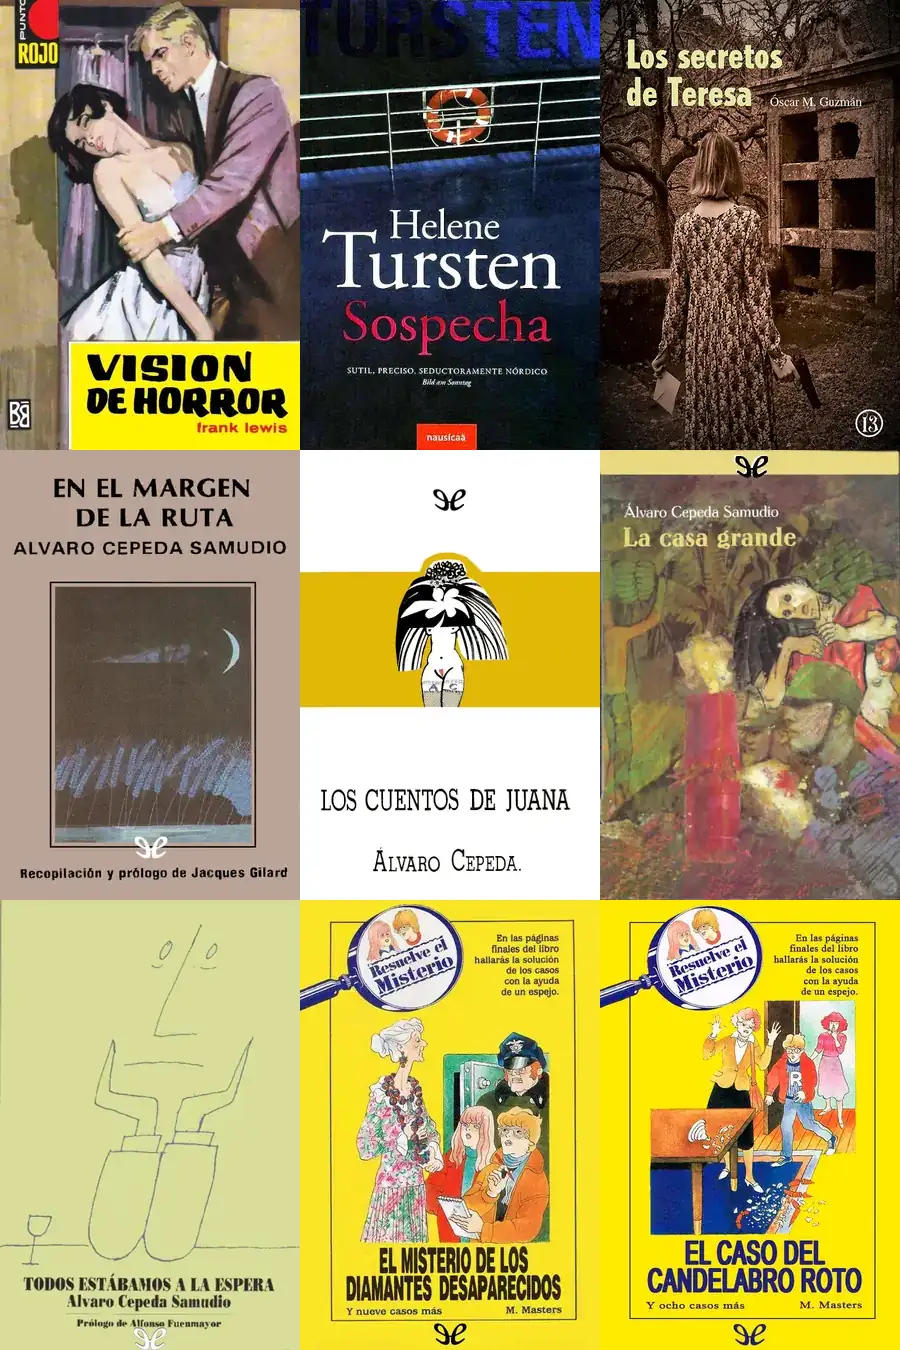 PUNTO
ROJO
VISION
DE HORROR
frank lewis
B
TURSTEN
Helene
Tursten
Sospecha
SUTIL, PRECISO, SEDUCTORAMENTE NÓRDICO
Bild am Sonntag
nausicaä
Los secretos
de Teresa
Óscar M. Guzmán
13
EN EL MARGEN
DE LA RUTA
ALVARO CEPEDA SAMUDIO
Recopilación y prólogo de Jacques Gilard
LOS CUENTOS DE JUANA
ÁLVARO CEPEDA.
Álvaro Cepeda Samudio
La casa grande
TODOS ESTÁBAMOS A LA ESPERA
Alvaro Cepeda Samudio
Prólogo de Alfonso Fuenmayor
Resuelve el
Misterio
En las páginas
finales del libro
hallarás la solución
de los casos
con la ayuda
de un espejo.
EL MISTERIO DE LOS
DIAMANTES DESAPARECIDOS
Y nueve casos más
M. Masters
Resuelve el
Misterio
En las páginas
finales del libro
hallarás la solución
de los casos
con la ayuda
de un espejo.
R
EL CASO DEL
CANDELABRO ROTO
Y ocho casos más
M. Masters